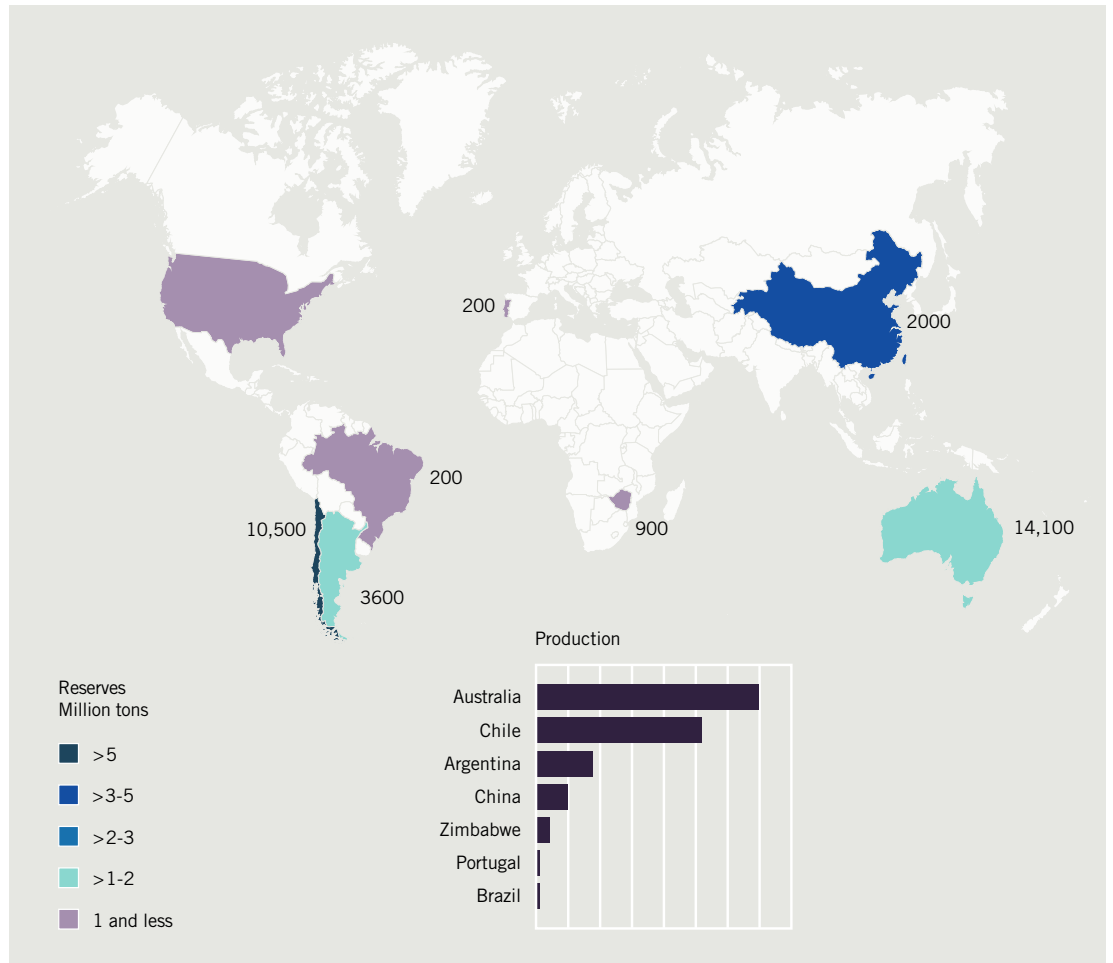 200
2000
200
10,500
900
14,100
3600
Production
Reserves
Million tons
>5
>3-5
>2-3
>1-2
1 and less
Australia
Chile
Argentina
China
Zimbabwe
Portugal
Brazil